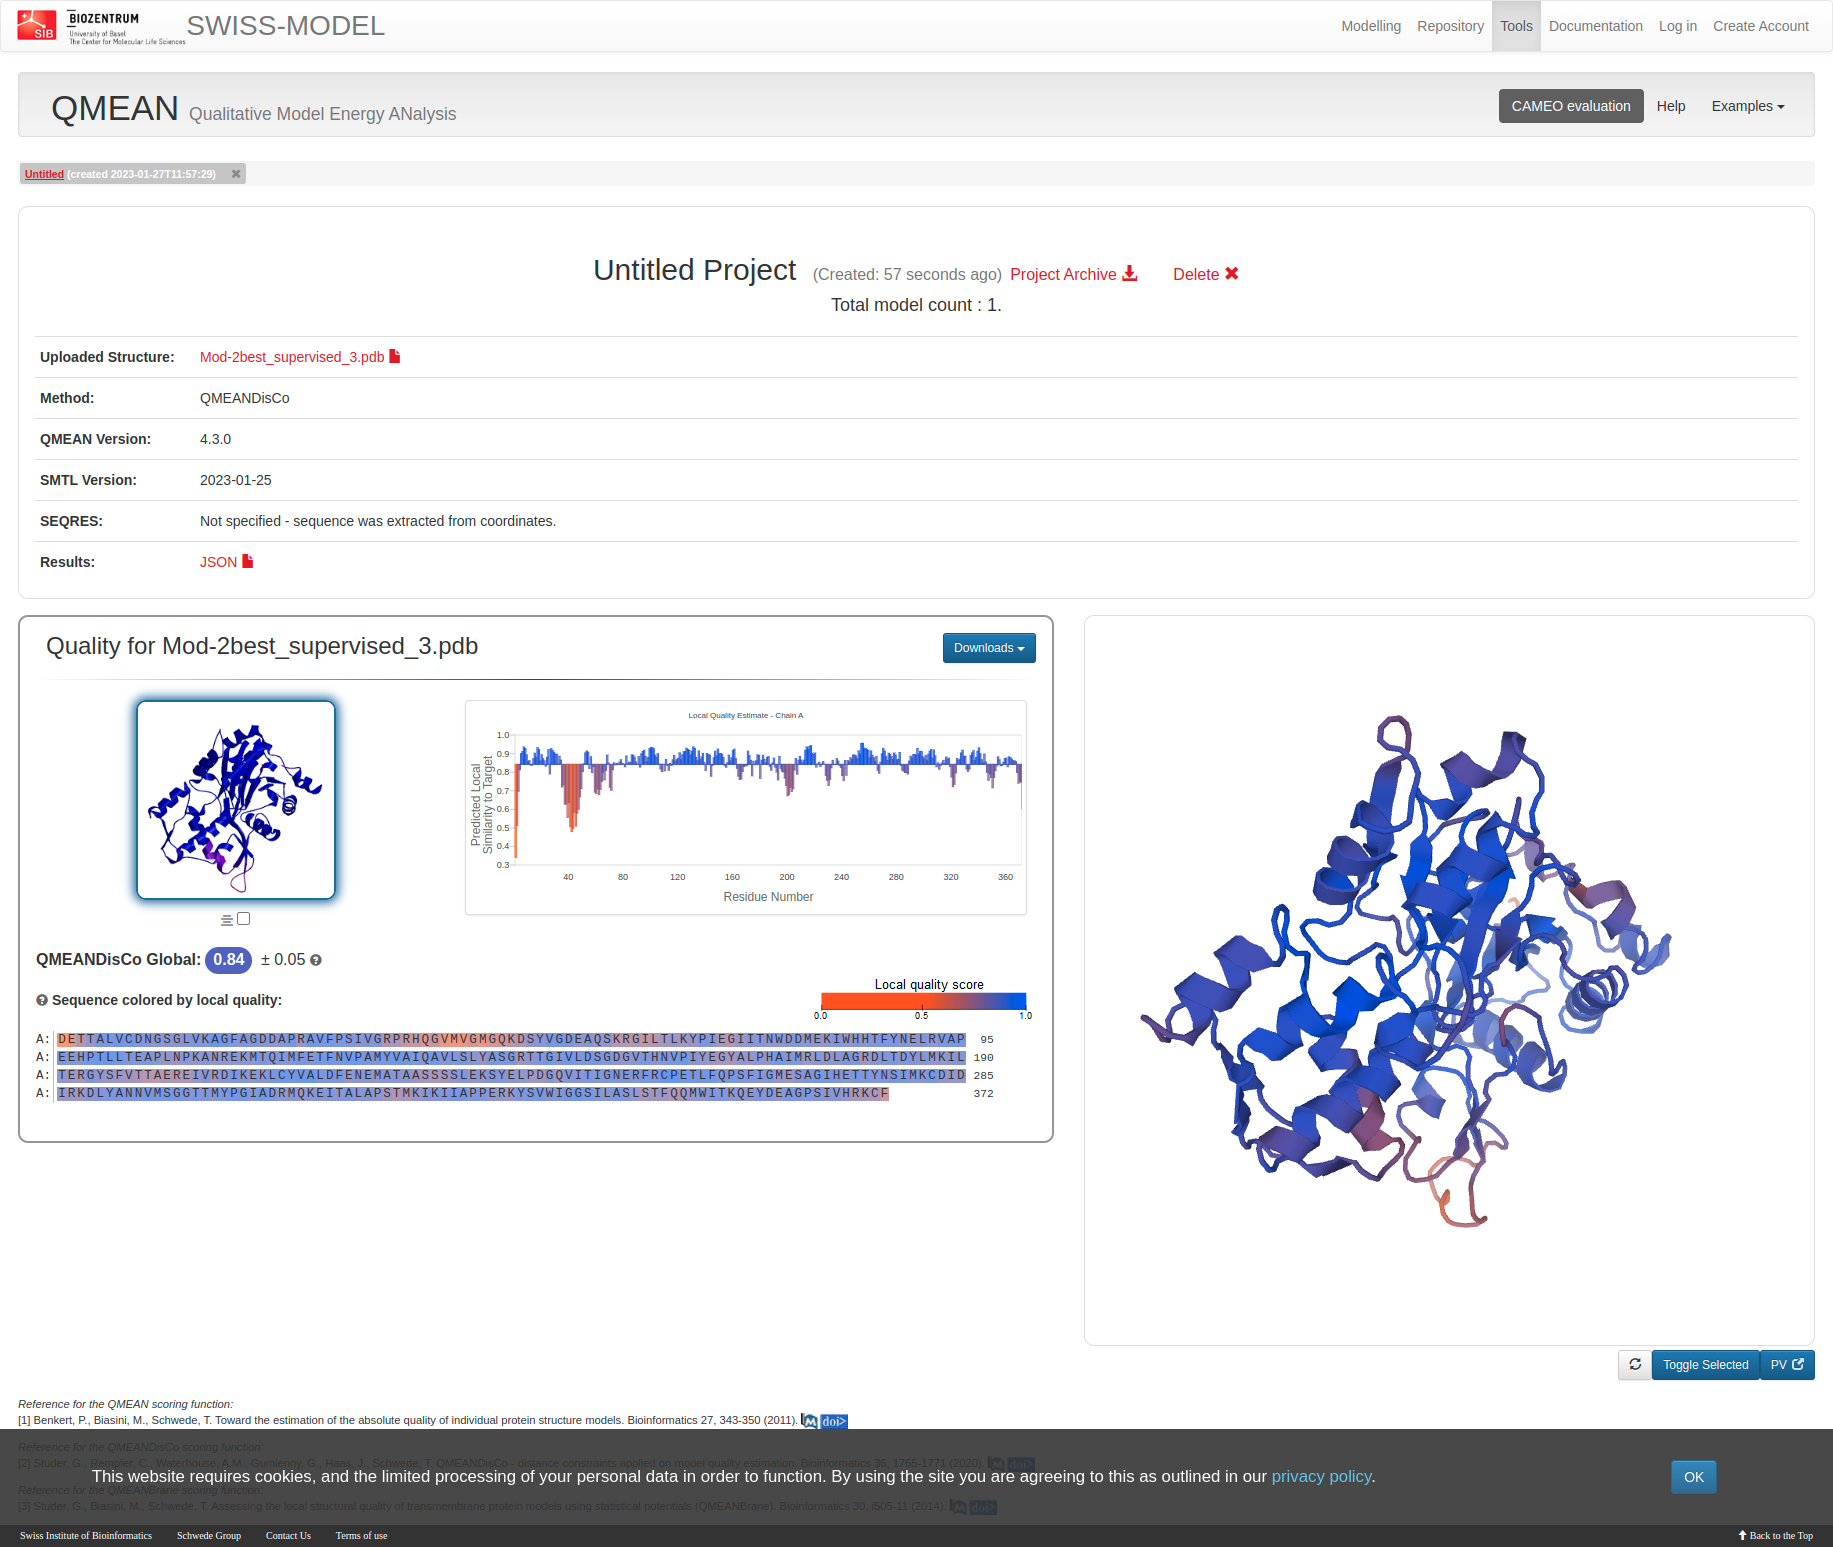 SIB
BIOZENTRUM
University of Basel
The Center for Molecular Life Sciences
SWISS-MODEL
Modelling Repository Tools Documentation Log in Create Account
QMEAN Qualitative Model Energy ANalysis
CAMEO evaluation Help Examples
Untitled (created 2023-01-27T11:57:29)
Untitled Project (Created: 57 seconds ago) Project Archive Delete
Total model count : 1.
Uploaded Structure: Mod-2best_supervised_3.pdb
Method: QMEANDisCo
QMEAN Version: 4.3.0
SMTL Version: 2023-01-25
SEQRES: Not specified - sequence was extracted from coordinates.
Results: JSON
Quality for Mod-2best_supervised_3.pdb
Downloads
Local Quality Estimate - Chain A
Predicted Local
Similarity to Target
1.0
0.9
0.8
0.7
0.6
0.5
0.4
0.3
40 80 120 160 200 240 280 320 360
Residue Number
QMEANDisCo Global: 0.84 ± 0.05
Sequence colored by local quality:
Local quality score
0.0 0.5 1.0
A: DETTALVCDNGSGLVKAGFAGDDAPRAVFPSIVGRPRHQGVMVGMGQKDSYVGDEAQSKRGILTLKYPIEGIITNWDDMEKIWHHTFYNELRVAP 95
A: EEHPTLLTEAPLNPKANREKMTQIMFETFNVPAMYVAIQAVLSLYASGRTTGIVLDSGDGVTHNVPIYEGYALPHAIMRLDLAGRDLTDYLMKIL 190
A: TERGYSFVTTAEREIVRDIKEKLCYVALDFENEMATAASSSSLEKSYELPDGQVITIGNERFRCPETLFQPSFIGMESAGIHETTYNSIMKCDID 285
A: IRKDLYANNVMSGGTTMYPGIADRMQKEITALAPSTMKIKIIAPPERKYSVWIGGSILASLSTFQQMWITKQEYDEAGPSIVHRKCF 372
Toggle Selected PV
Reference for the QMEAN scoring function:
[1] Benkert, P., Biasini, M., Schwede, T. Toward the estimation of the absolute quality of individual protein structure models. Bioinformatics 27, 343-350 (2011). doi>
Reference for the QMEANDisCo scoring function:
[2] Studer, G., Rempfer, C., Waterhouse, A.M., Gumienny, G., Haas, J., Schwede, T. QMEANDisCo - distance constraints applied on model quality estimation. Bioinformatics 36, 1765-1771 (2020). doi>
This website requires cookies, and the limited processing of your personal data in order to function. By using the site you are agreeing to this as outlined in our privacy policy.
OK
Reference for the QMEANBrane scoring function:
[3] Studer, G., Biasini, M., Schwede, T. Assessing the local structural quality of transmembrane protein models using statistical potentials (QMEANBrane). Bioinformatics 30, i505-11 (2014). doi>
Swiss Institute of Bioinformatics Schwede Group Contact Us Terms of use Back to the Top